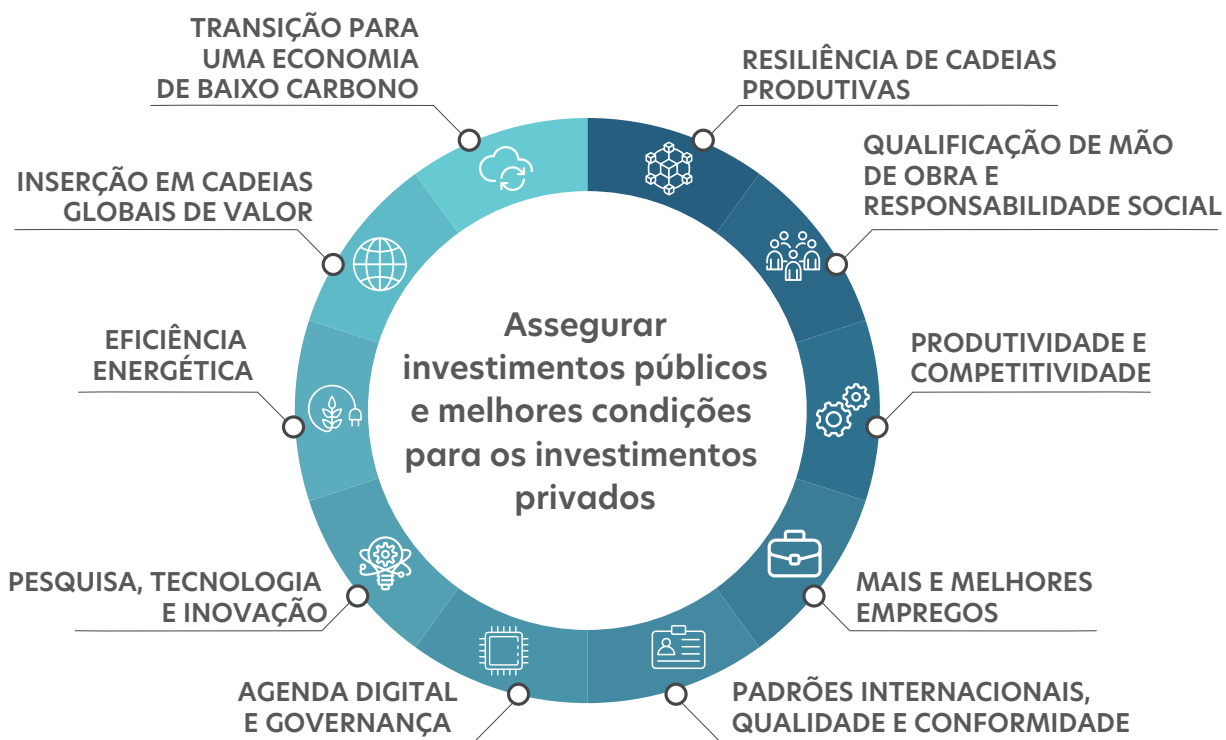 TRANSIÇÃO PARA
UMA ECONOMIA
DE BAIXO CARBONO
RESILIÊNCIA DE CADEIAS
PRODUTIVAS
QUALIFICAÇÃO DE MÃO
DE OBRA E
RESPONSABILIDADE SOCIAL
INSERÇÃO EM CADEIAS
GLOBAIS DE VALOR
Assegurar
investimentos públicos
e melhores condições
para os investimentos
privados
EFICIÊNCIA
ENERGÉTICA
PRODUTIVIDADE E
COMPETITIVIDADE
PESQUISA, TECNOLOGIA
E INOVAÇÃO
MAIS E MELHORES
EMPREGOS
AGENDA DIGITAL
E GOVERNANÇA
PADRÕES INTERNACIONAIS,
QUALIDADE E CONFORMIDADE